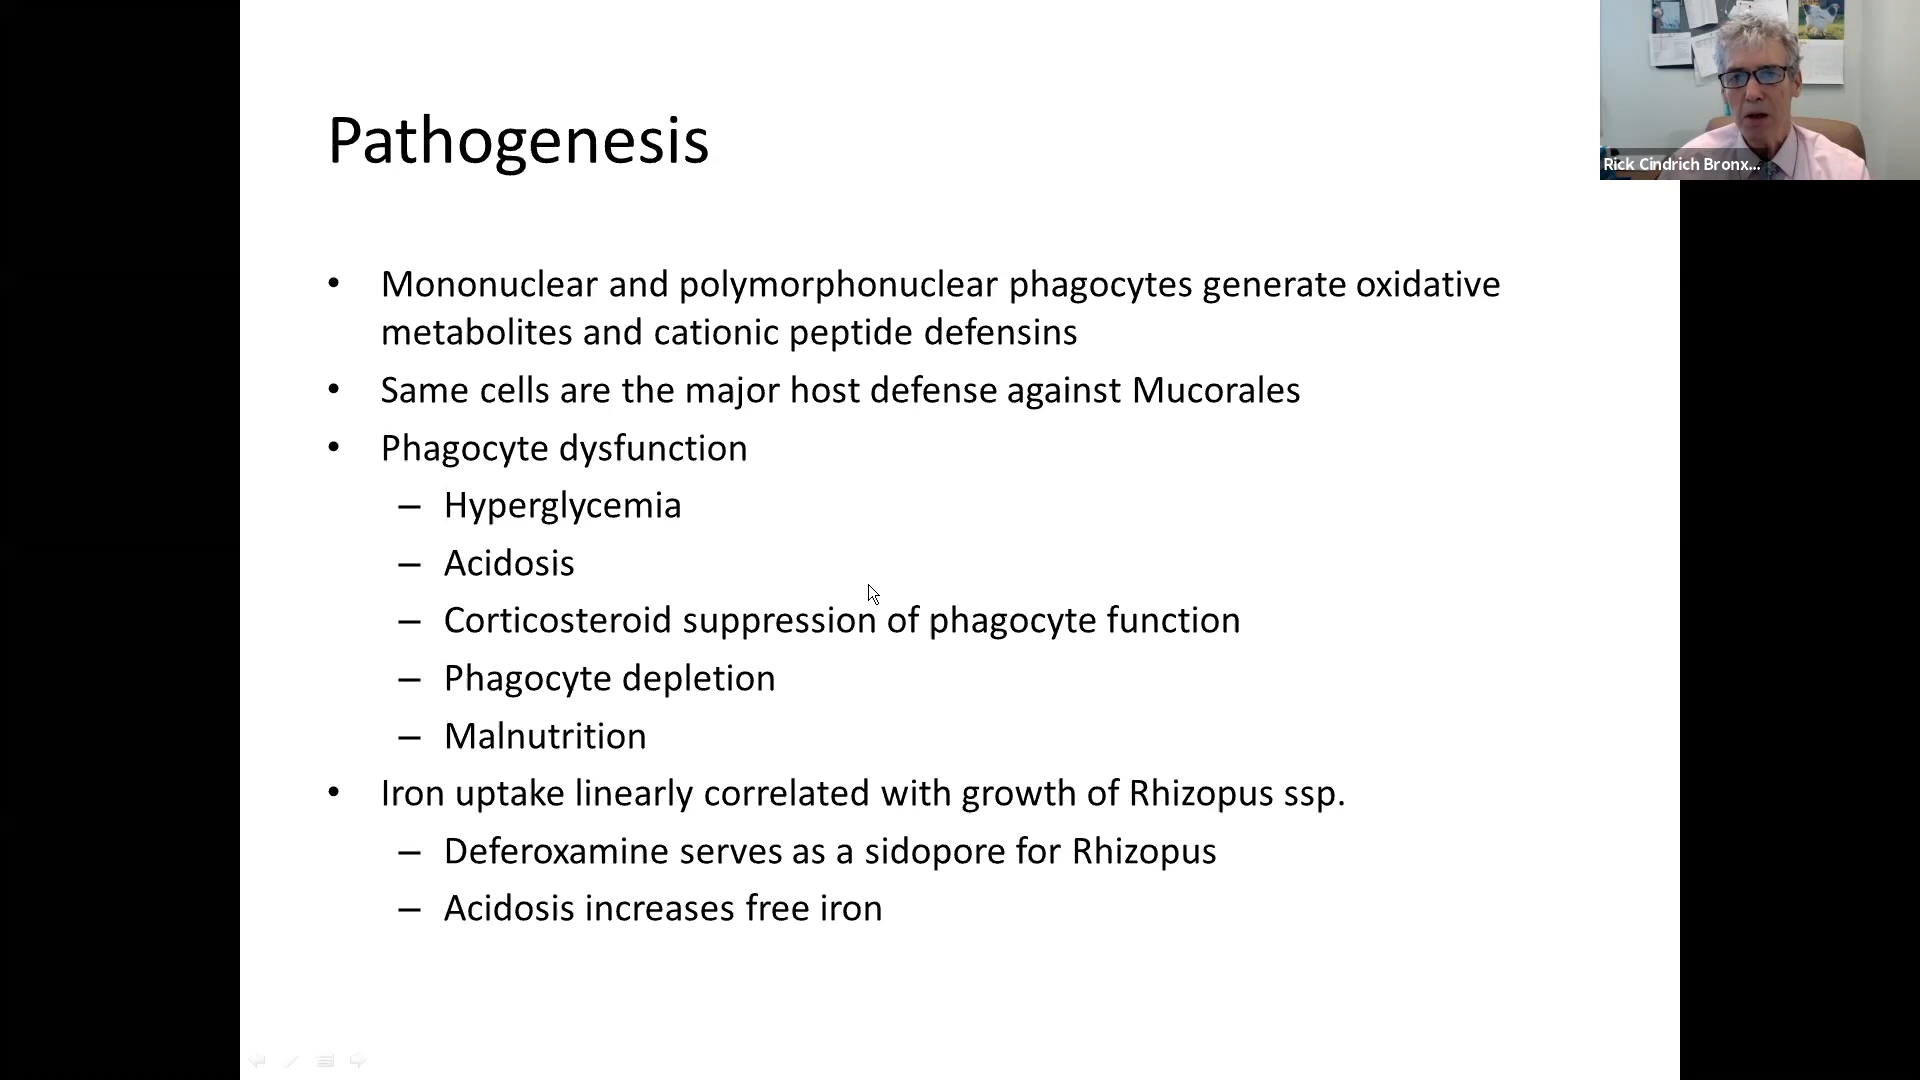 Pathogenesis
Rick Cindrich Bronx...
• Mononuclear and polymorphonuclear phagocytes generate oxidative
metabolites and cationic peptide defensins
• Same cells are the major host defense against Mucorales
• Phagocyte dysfunction
– Hyperglycemia
– Acidosis
– Corticosteroid suppression of phagocyte function
– Phagocyte depletion
– Malnutrition
• Iron uptake linearly correlated with growth of Rhizopus ssp.
– Deferoxamine serves as a sidopore for Rhizopus
– Acidosis increases free iron